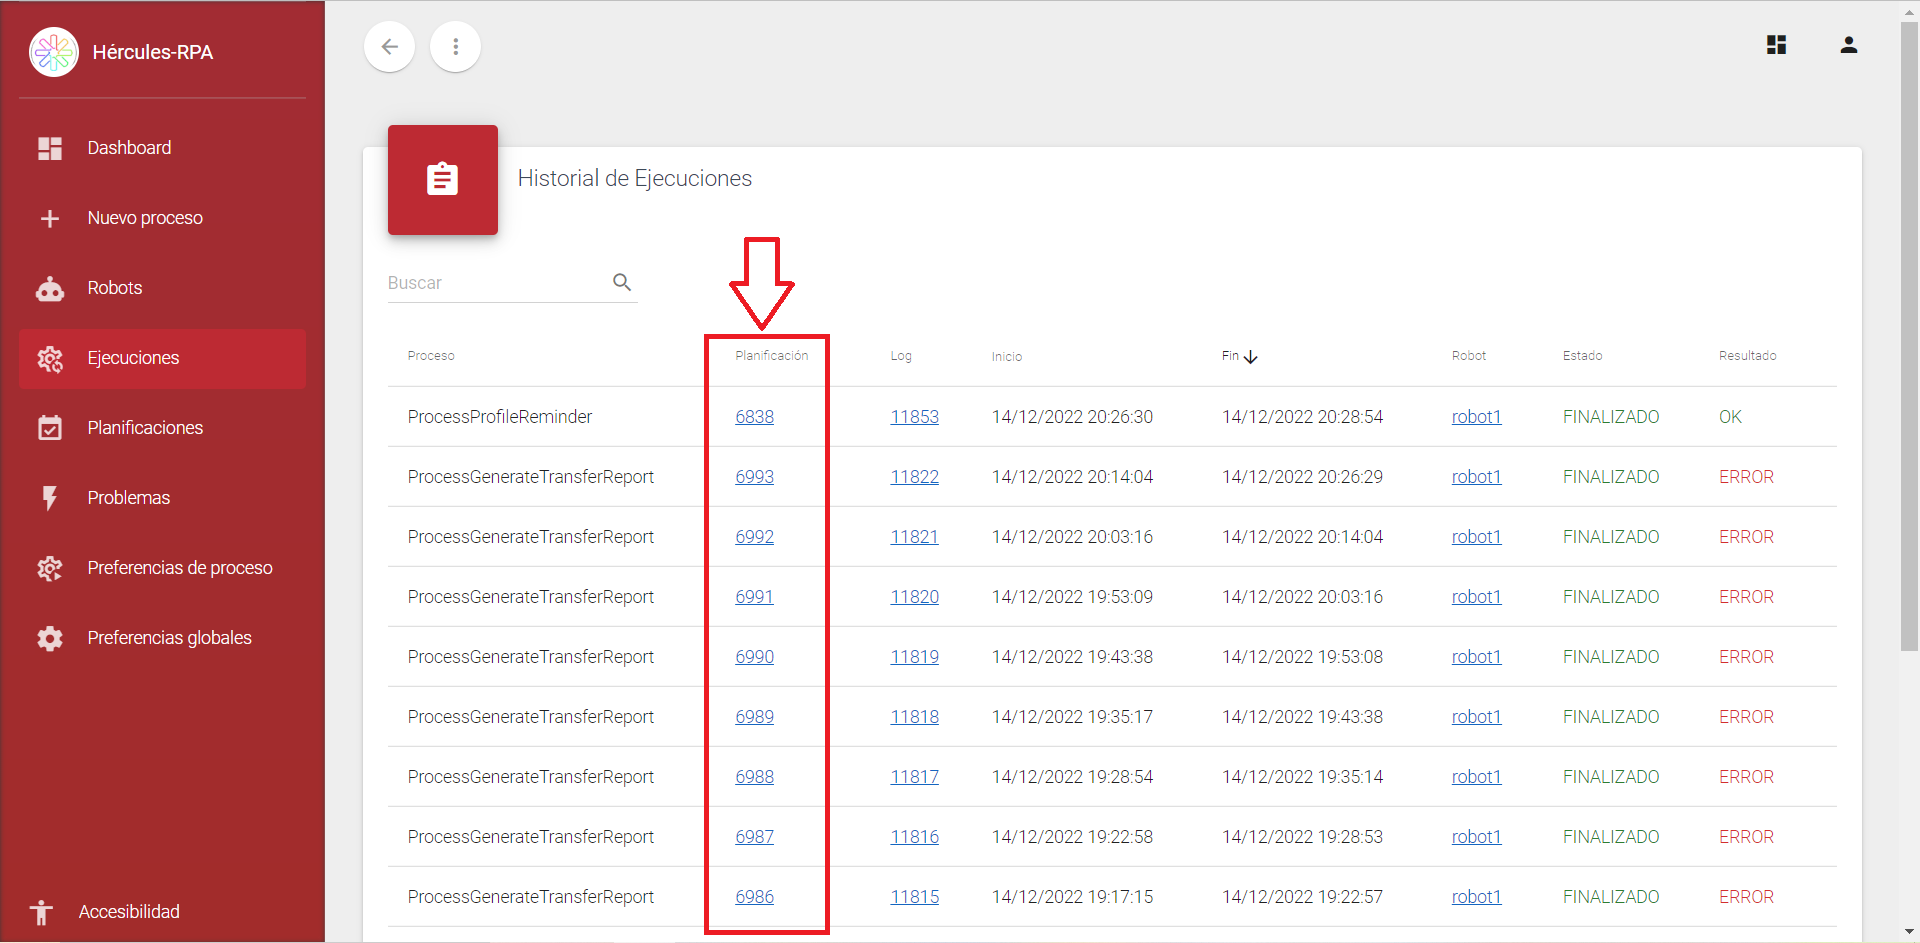 Hércules-RPA
Dashboard
Nuevo proceso
Robots
Ejecuciones
Planificaciones
Problemas
Preferencias de proceso
Preferencias globales
Accesibilidad
Historial de Ejecuciones
Buscar
Proceso Planificación Log Inicio Fin Robot Estado Resultado
ProcessProfileReminder 6838 11853 14/12/2022 20:26:30 14/12/2022 20:28:54 robot1 FINALIZADO OK
ProcessGenerateTransferReport 6993 11822 14/12/2022 20:14:04 14/12/2022 20:26:29 robot1 FINALIZADO ERROR
ProcessGenerateTransferReport 6992 11821 14/12/2022 20:03:16 14/12/2022 20:14:04 robot1 FINALIZADO ERROR
ProcessGenerateTransferReport 6991 11820 14/12/2022 19:53:09 14/12/2022 20:03:16 robot1 FINALIZADO ERROR
ProcessGenerateTransferReport 6990 11819 14/12/2022 19:43:38 14/12/2022 19:53:08 robot1 FINALIZADO ERROR
ProcessGenerateTransferReport 6989 11818 14/12/2022 19:35:17 14/12/2022 19:43:38 robot1 FINALIZADO ERROR
ProcessGenerateTransferReport 6988 11817 14/12/2022 19:28:54 14/12/2022 19:35:14 robot1 FINALIZADO ERROR
ProcessGenerateTransferReport 6987 11816 14/12/2022 19:22:58 14/12/2022 19:28:53 robot1 FINALIZADO ERROR
ProcessGenerateTransferReport 6986 11815 14/12/2022 19:17:15 14/12/2022 19:22:57 robot1 FINALIZADO ERROR